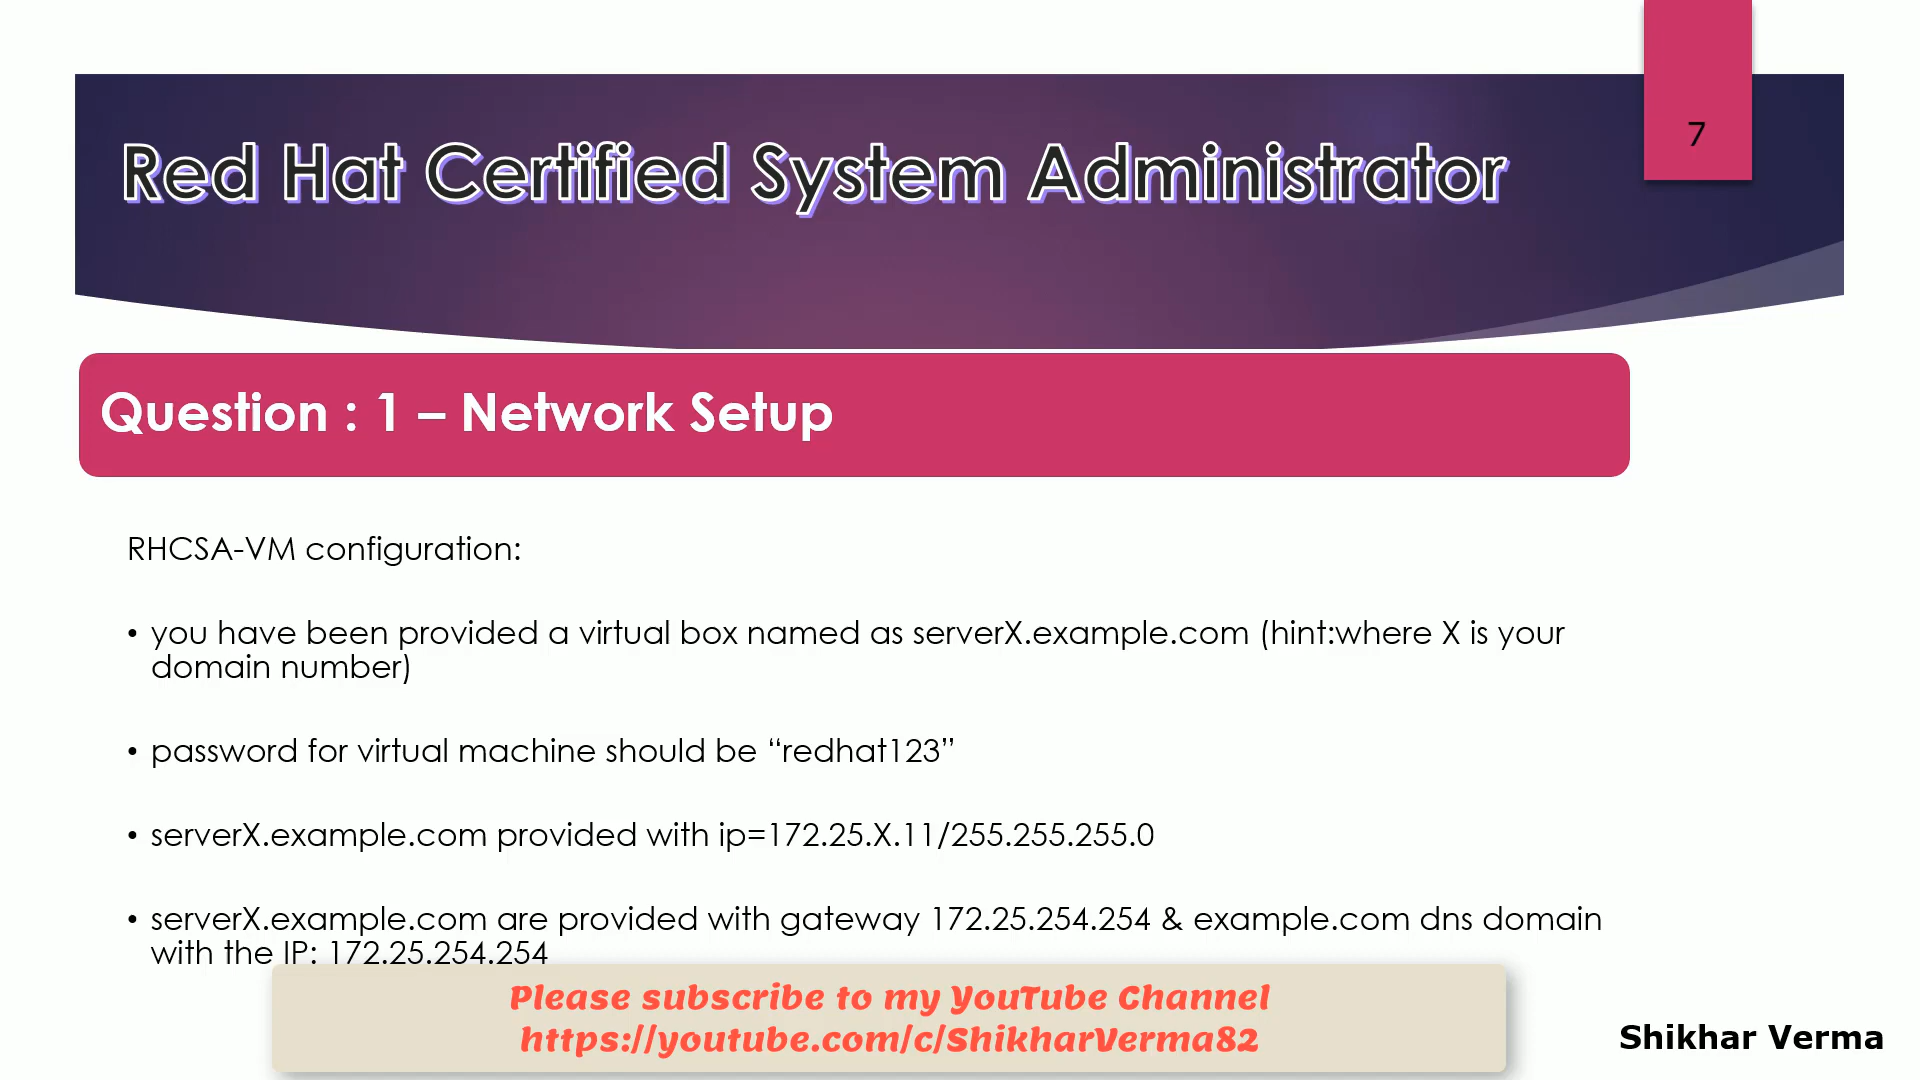 7
Red Hat Certified System Administrator
Question : 1 – Network Setup
RHCSA-VM configuration:
• you have been provided a virtual box named as serverX.example.com (hint:where X is your
domain number)
• password for virtual machine should be “redhat123”
• serverX.example.com provided with ip=172.25.X.11/255.255.255.0
• serverX.example.com are provided with gateway 172.25.254.254 & example.com dns domain
with the IP: 172.25.254.254
Please subscribe to my YouTube Channel
https://youtube.com/c/ShikharVerma82
Shikhar Verma